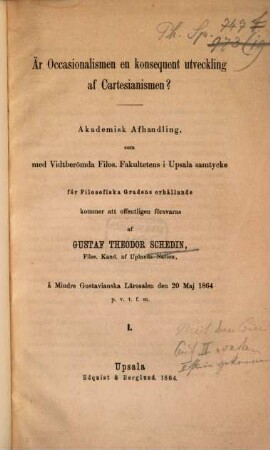 Är Occasionalismen en konsequent utveckling
af Cartesianismen?
Akademisk Afhandling,
som
med Vidtberömda Filos. Fakultetens i Upsala samtycke
för Filosofiska Gradens erhållande
kommer att offentligen försvaras
af
GUSTAF THEODOR SCHEDIN,
Filos. Kand. af Uplands Nation,
å Mindre Gustavianska Lärosalen den 20 Maj 1864
p. v. t. f. m.
I.
Upsala
Edquist & Berglund. 1864.